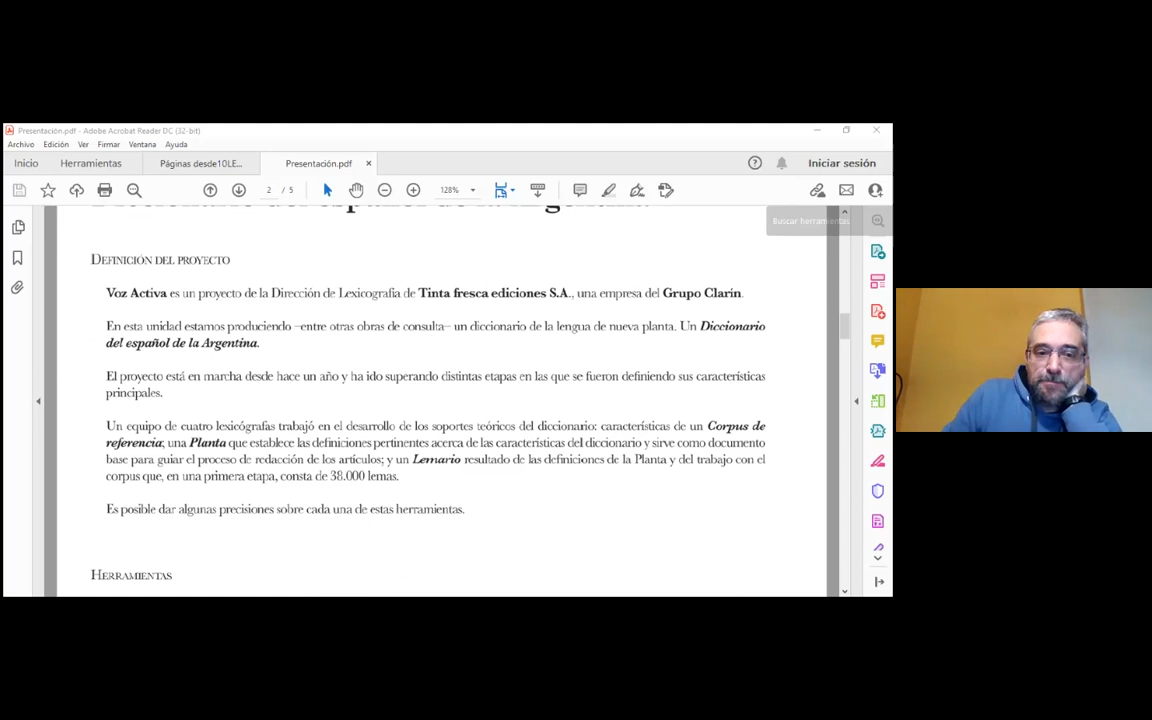 Presentación.pdf - Adobe Acrobat Reader DC (32-bit)
Archivo Edición Ver Firmar Ventana Ayuda
Inicio Herramientas Páginas desde10LE... Presentación.pdf × Iniciar sesión
2 / 5 128%
Diccionario del español de la Argentina
Buscar herramientas
DEFINICIÓN DEL PROYECTO
Voz Activa es un proyecto de la Dirección de Lexicografía de Tinta fresca ediciones S.A., una empresa del Grupo Clarín.
En esta unidad estamos produciendo –entre otras obras de consulta– un diccionario de la lengua de nueva planta. Un Diccionario
del español de la Argentina.
El proyecto está en marcha desde hace un año y ha ido superando distintas etapas en las que se fueron definiendo sus características
principales.
Un equipo de cuatro lexicógrafas trabajó en el desarrollo de los soportes teóricos del diccionario: características de un Corpus de
referencia; una Planta que establece las definiciones pertinentes acerca de las características del diccionario y sirve como documento
base para guiar el proceso de redacción de los artículos; y un Lemario resultado de las definiciones de la Planta y del trabajo con el
corpus que, en una primera etapa, consta de 38.000 lemas.
Es posible dar algunas precisiones sobre cada una de estas herramientas.
HERRAMIENTAS